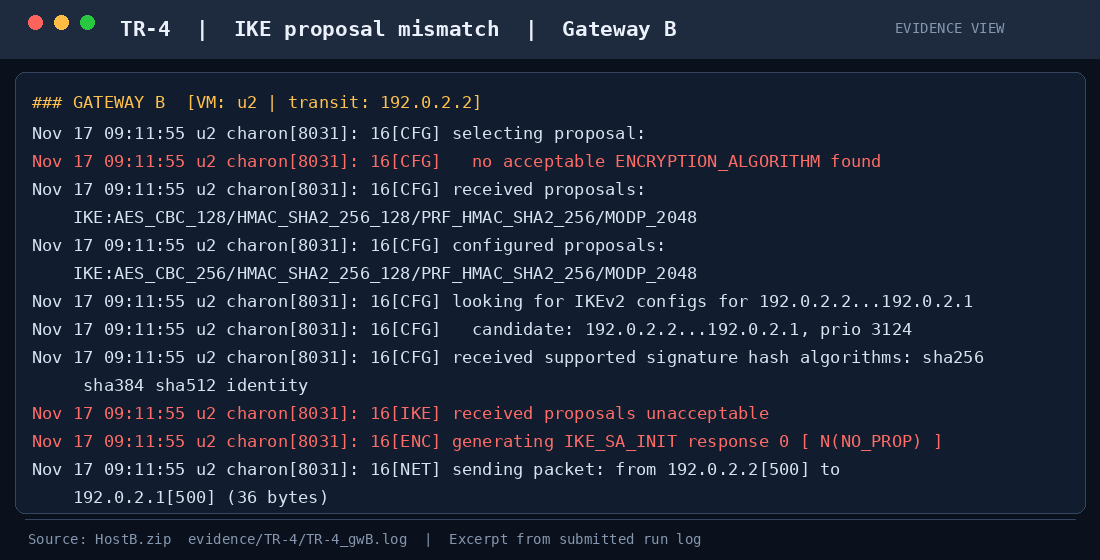 TR-4  |  IKE proposal mismatch  |  Gateway B
EVIDENCE VIEW
### GATEWAY B  [VM: u2 | transit: 192.0.2.2]
Nov 17 09:11:55 u2 charon[8031]: 16[CFG] selecting proposal:
Nov 17 09:11:55 u2 charon[8031]: 16[CFG]   no acceptable ENCRYPTION_ALGORITHM found
Nov 17 09:11:55 u2 charon[8031]: 16[CFG] received proposals:
    IKE:AES_CBC_128/HMAC_SHA2_256_128/PRF_HMAC_SHA2_256/MODP_2048
Nov 17 09:11:55 u2 charon[8031]: 16[CFG] configured proposals:
    IKE:AES_CBC_256/HMAC_SHA2_256_128/PRF_HMAC_SHA2_256/MODP_2048
Nov 17 09:11:55 u2 charon[8031]: 16[CFG] looking for IKEv2 configs for 192.0.2.2...192.0.2.1
Nov 17 09:11:55 u2 charon[8031]: 16[CFG]   candidate: 192.0.2.2...192.0.2.1, prio 3124
Nov 17 09:11:55 u2 charon[8031]: 16[CFG] received supported signature hash algorithms: sha256
     sha384 sha512 identity
Nov 17 09:11:55 u2 charon[8031]: 16[IKE] received proposals unacceptable
Nov 17 09:11:55 u2 charon[8031]: 16[ENC] generating IKE_SA_INIT response 0 [ N(NO_PROP) ]
Nov 17 09:11:55 u2 charon[8031]: 16[NET] sending packet: from 192.0.2.2[500] to
    192.0.2.1[500] (36 bytes)
Source: HostB.zip  evidence/TR-4/TR-4_gwB.log  |  Excerpt from submitted run log